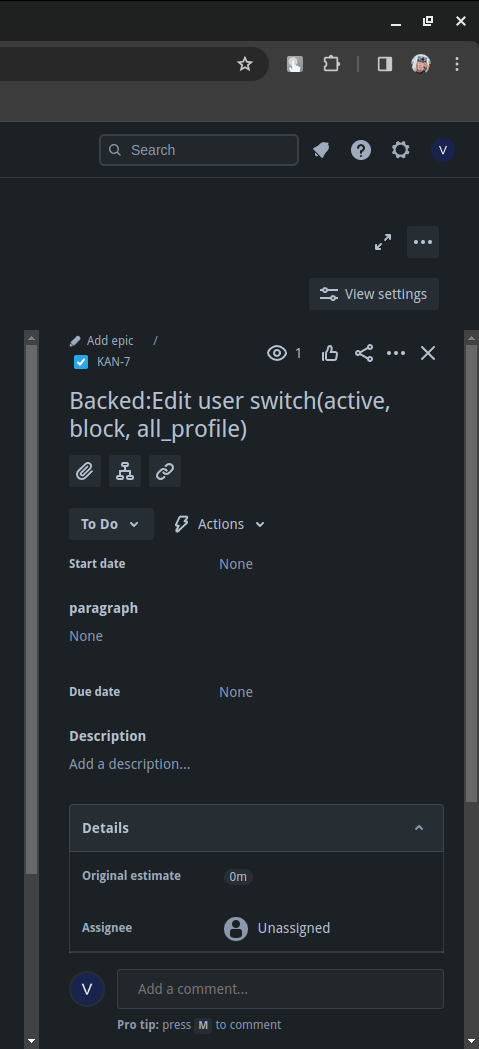 Search
V
View settings
Add epic /
KAN-7
1
Backed:Edit user switch(active,
block, all_profile)
To Do
Actions
Start date None
paragraph
None
Due date None
Description
Add a description...
Details
Original estimate 0m
Assignee Unassigned
V
Add a comment...
Pro tip: press M to comment